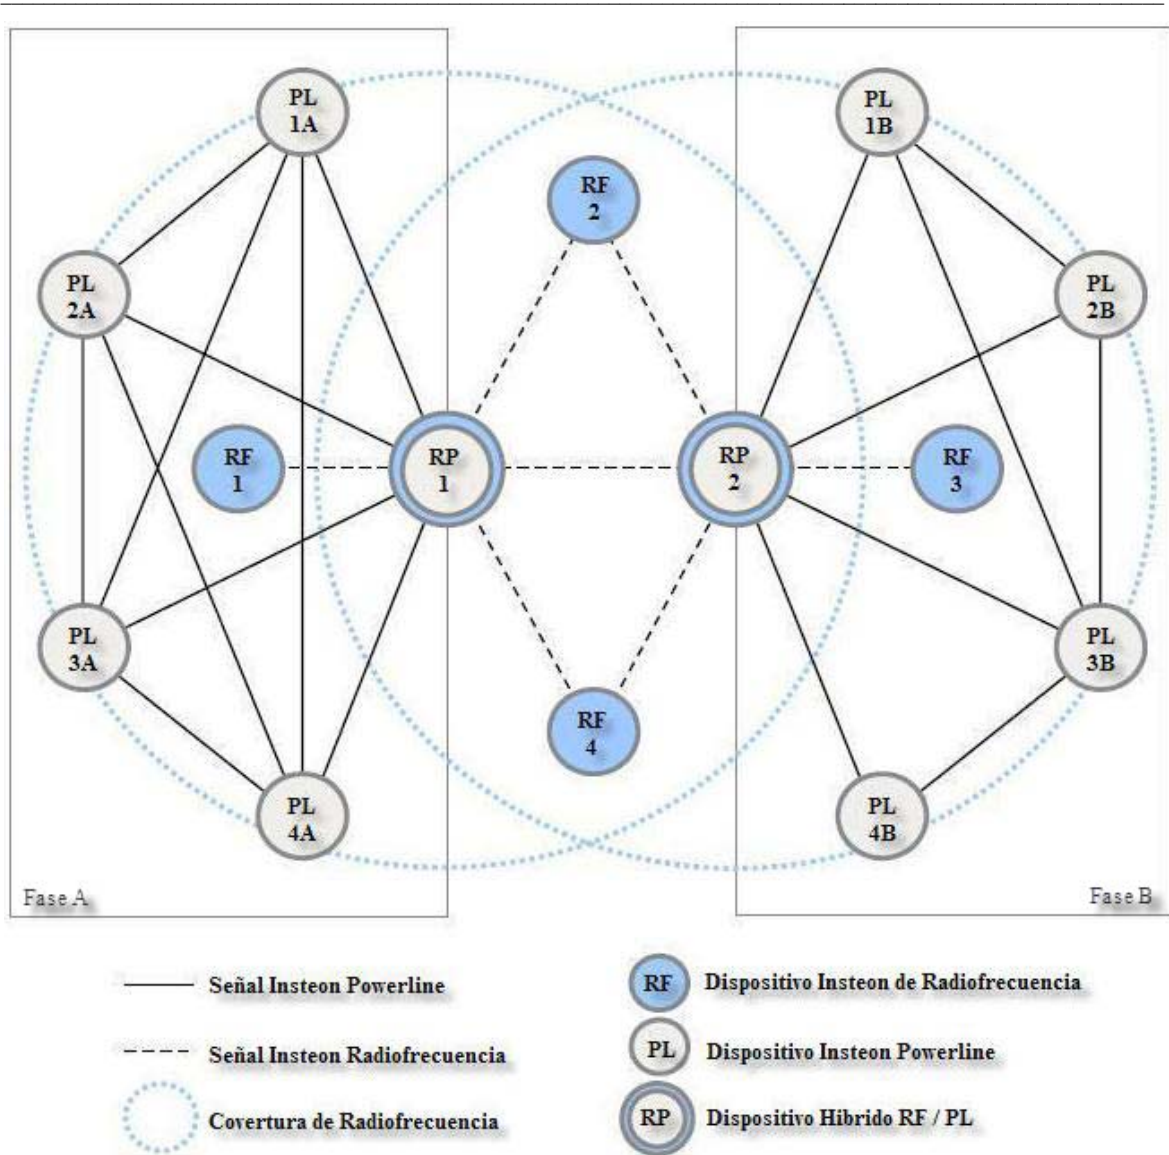 PL
1A
PL
1B
RF
2
PL
2A
PL
2B
RF
1
RP
1
RP
2
RF
3
PL
3A
PL
3B
RF
4
PL
4A
PL
4B
Fase A
Fase B
Señal Insteon Powerline
RF
Dispositivo Insteon de Radiofrecuencia
Señal Insteon Radiofrecuencia
PL
Dispositivo Insteon Powerline
Covertura de Radiofrecuencia
RP
Dispositivo Hibrido RF / PL